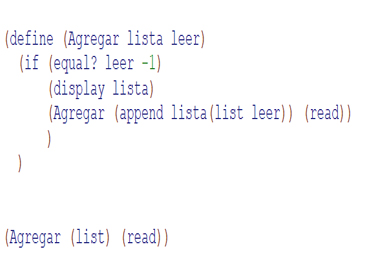 (define (Agregar lista leer)
(if (equal? leer -1)
(display lista)
(Agregar (append lista(list leer)) (read))
)
)
(Agregar (list) (read))